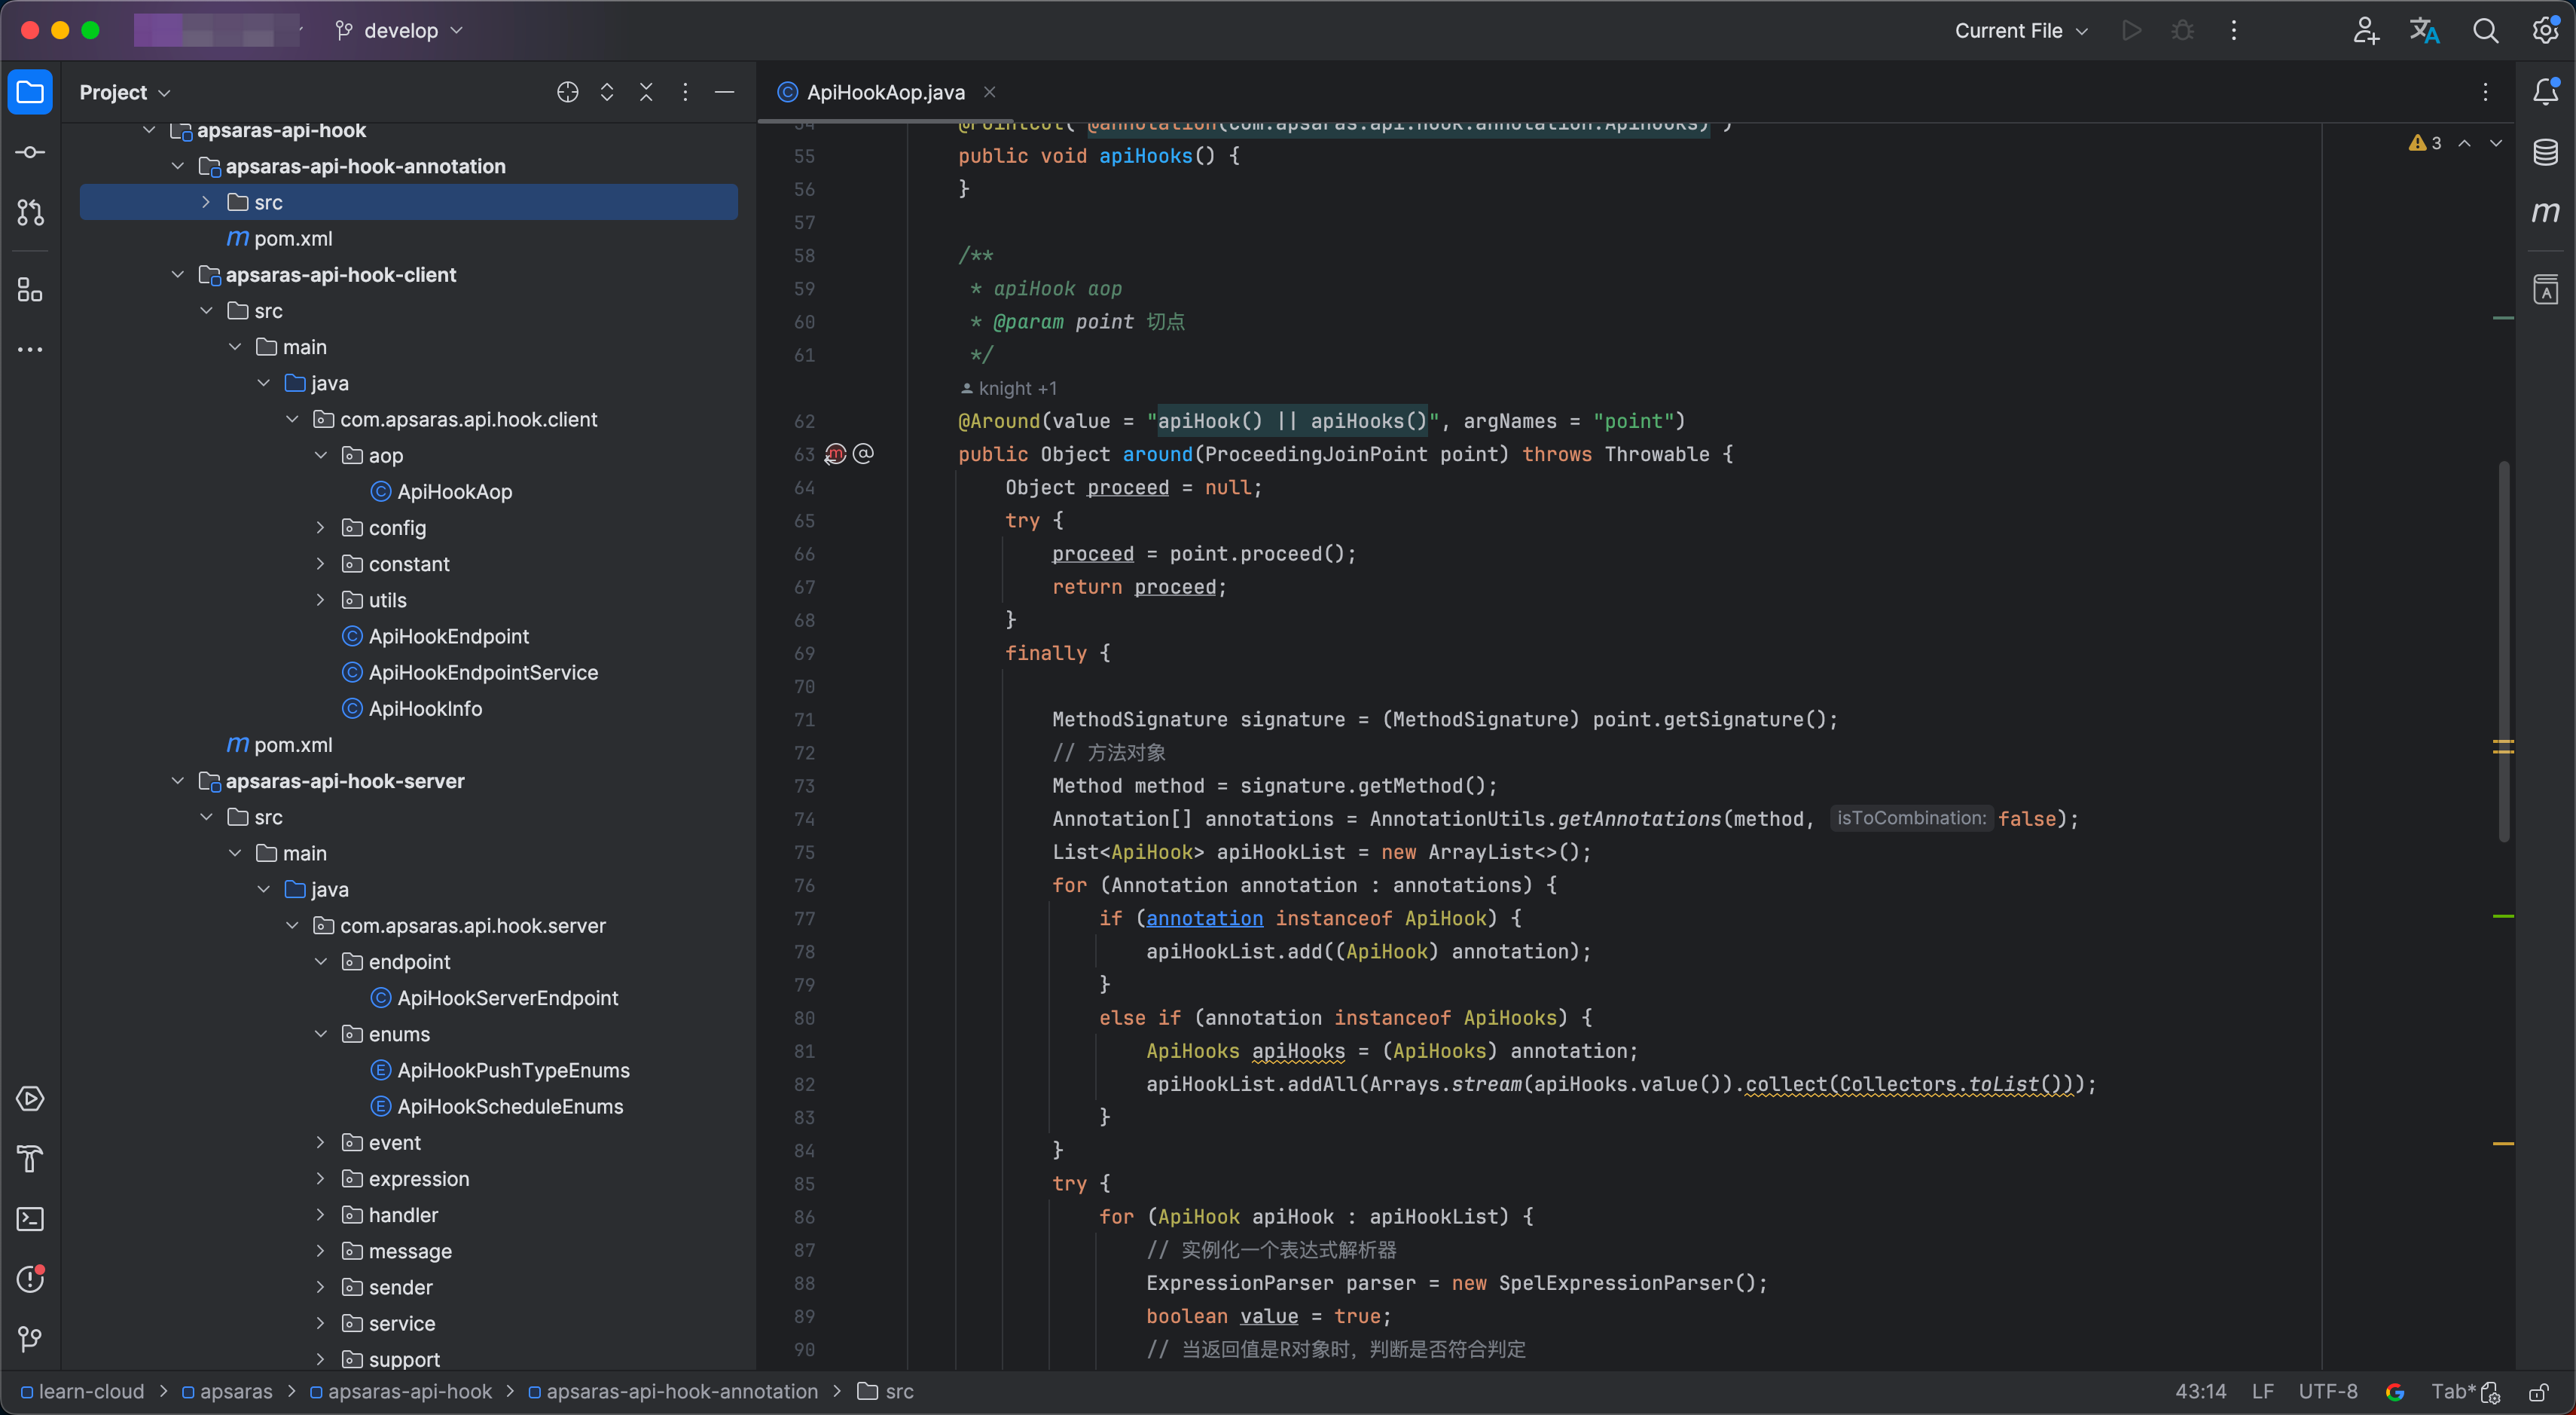 develop
Current File
Project
ApiHookAop.java
apsaras-api-hook
apsaras-api-hook-annotation
src
pom.xml
apsaras-api-hook-client
src
main
java
com.apsaras.api.hook.client
aop
ApiHookAop
config
constant
utils
ApiHookEndpoint
ApiHookEndpointService
ApiHookInfo
pom.xml
apsaras-api-hook-server
src
main
java
com.apsaras.api.hook.server
endpoint
ApiHookServerEndpoint
enums
ApiHookPushTypeEnums
ApiHookScheduleEnums
event
expression
handler
message
sender
service
support
3
54 @Pointcut("@annotation(com.apsaras.api.hook.annotation.ApiHooks)")
55 public void apiHooks() {
56 }
57
58 /**
59 * apiHook aop
60 * @param point 切点
61 */
knight +1
62 @Around(value = "apiHook() || apiHooks()", argNames = "point")
63 public Object around(ProceedingJoinPoint point) throws Throwable {
64 Object proceed = null;
65 try {
66 proceed = point.proceed();
67 return proceed;
68 }
69 finally {
70
71 MethodSignature signature = (MethodSignature) point.getSignature();
72 // 方法对象
73 Method method = signature.getMethod();
74 Annotation[] annotations = AnnotationUtils.getAnnotations(method, isToCombination: false);
75 List<ApiHook> apiHookList = new ArrayList<>();
76 for (Annotation annotation : annotations) {
77 if (annotation instanceof ApiHook) {
78 apiHookList.add((ApiHook) annotation);
79 }
80 else if (annotation instanceof ApiHooks) {
81 ApiHooks apiHooks = (ApiHooks) annotation;
82 apiHookList.addAll(Arrays.stream(apiHooks.value()).collect(Collectors.toList()));
83 }
84 }
85 try {
86 for (ApiHook apiHook : apiHookList) {
87 // 实例化一个表达式解析器
88 ExpressionParser parser = new SpelExpressionParser();
89 boolean value = true;
90 // 当返回值是R对象时，判断是否符合判定
learn-cloud > apsaras > apsaras-api-hook > apsaras-api-hook-annotation > src
43:14 LF UTF-8 Tab*